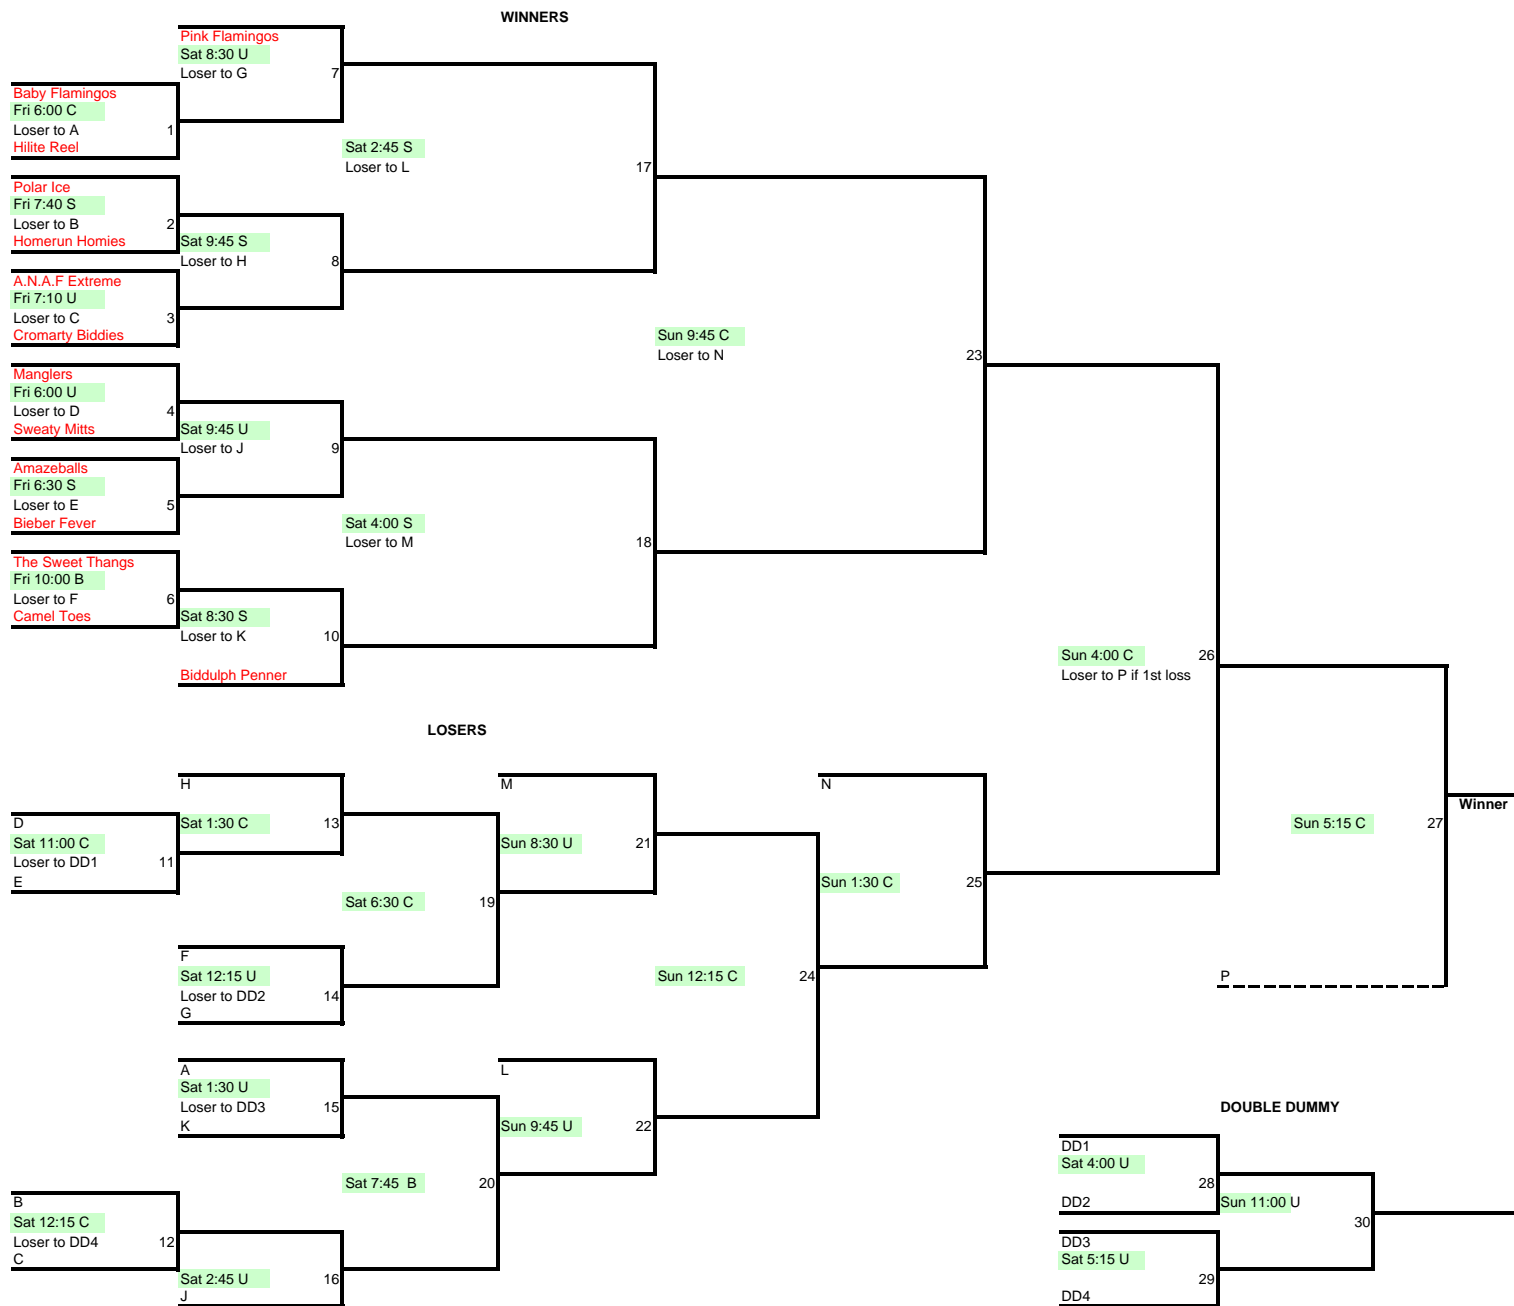 WINNERS
Pink Flamingos
Sat 8:30 U
Loser to G 7
Baby Flamingos
Fri 6:00 C
Loser to A 1
Hilite Reel
Sat 2:45 S
Loser to L 17
Polar Ice
Fri 7:40 S
Loser to B 2
Homerun Homies
Sat 9:45 S
Loser to H 8
A.N.A.F Extreme
Fri 7:10 U
Loser to C 3
Cromarty Biddies
Sun 9:45 C
Loser to N 23
Manglers
Fri 6:00 U
Loser to D 4
Sweaty Mitts
Sat 9:45 U
Loser to J 9
Amazeballs
Fri 6:30 S
Loser to E 5
Bieber Fever
Sat 4:00 S
Loser to M 18
The Sweet Thangs
Fri 10:00 B
Loser to F 6
Camel Toes
Sat 8:30 S
Loser to K 10
Biddulph Penner
Sun 4:00 C 26
Loser to P if 1st loss
LOSERS
H
Sat 1:30 C 13
D
Sat 11:00 C
Loser to DD1 11
E
M
Sun 8:30 U 21
N
Sun 1:30 C 25
Winner
Sun 5:15 C 27
Sat 6:30 C 19
F
Sat 12:15 U
Loser to DD2 14
G
Sun 12:15 C 24
P
A
Sat 1:30 U
Loser to DD3 15
K
L
Sun 9:45 U 22
Sat 7:45 B 20
B
Sat 12:15 C
Loser to DD4 12
C
Sat 2:45 U 16
J
DOUBLE DUMMY
DD1
Sat 4:00 U
28
DD2
Sun 11:00 U
30
DD3
Sat 5:15 U
29
DD4